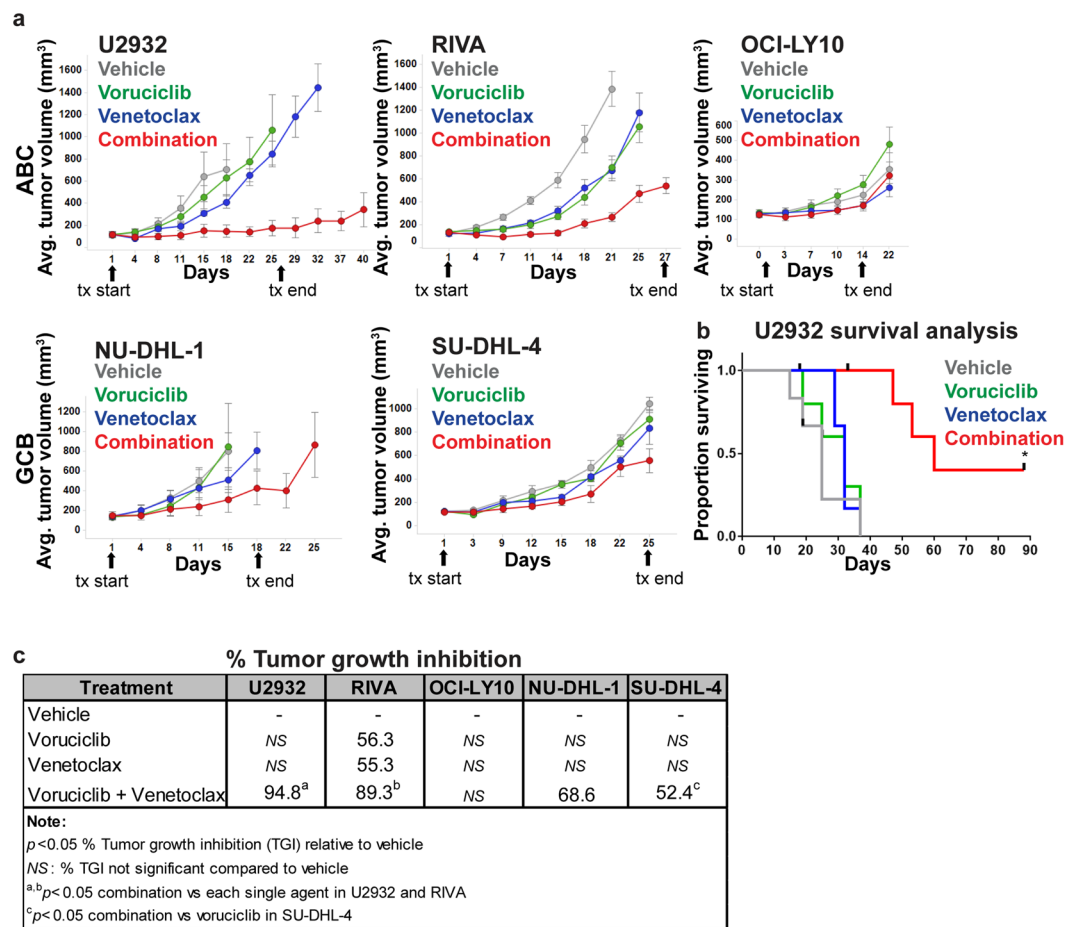 a
U2932
Vehicle
Voruciclib
Venetoclax
Combination
ABC
Avg. tumor volume (mm³)
1600
1400
1200
1000
800
600
400
200
0
1 4 8 11 15 18 22 26 29 32 37 40
Days
tx start
tx end
RIVA
Vehicle
Voruciclib
Venetoclax
Combination
Avg. tumor volume (mm³)
1600
1400
1200
1000
800
600
400
200
0
1 4 7 11 14 18 21 25 27
Days
tx start
tx end
OCI-LY10
Vehicle
Voruciclib
Venetoclax
Combination
Avg. tumor volume (mm³)
600
500
400
300
200
100
0
0 3 7 10 14 22
Days
tx start
tx end
NU-DHL-1
Vehicle
Voruciclib
Venetoclax
Combination
GCB
Avg. tumor volume (mm³)
1200
1000
800
600
400
200
0
1 4 8 11 15 18 22 25
Days
tx start
tx end
SU-DHL-4
Vehicle
Voruciclib
Venetoclax
Combination
Avg. tumor volume (mm³)
1000
800
600
400
200
0
1 3 9 12 15 18 22 25
Days
tx start
tx end
b
U2932 survival analysis
Vehicle
Voruciclib
Venetoclax
Combination
*
Proportion surviving
1.0
0.5
0.0
0 10 20 30 40 50 60 70 80 90
Days
c
% Tumor growth inhibition
Treatment U2932 RIVA OCI-LY10 NU-DHL-1 SU-DHL-4
Vehicle - - - - -
Voruciclib NS 56.3 NS NS NS
Venetoclax NS 55.3 NS NS NS
Voruciclib + Venetoclax 94.8ᵃ 89.3ᵇ NS 68.6 52.4ᶜ
Note:
p<0.05 % Tumor growth inhibition (TGI) relative to vehicle
NS: % TGI not significant compared to vehicle
ᵃ,ᵇp<0.05 combination vs each single agent in U2932 and RIVA
ᶜp<0.05 combination vs voruciclib in SU-DHL-4